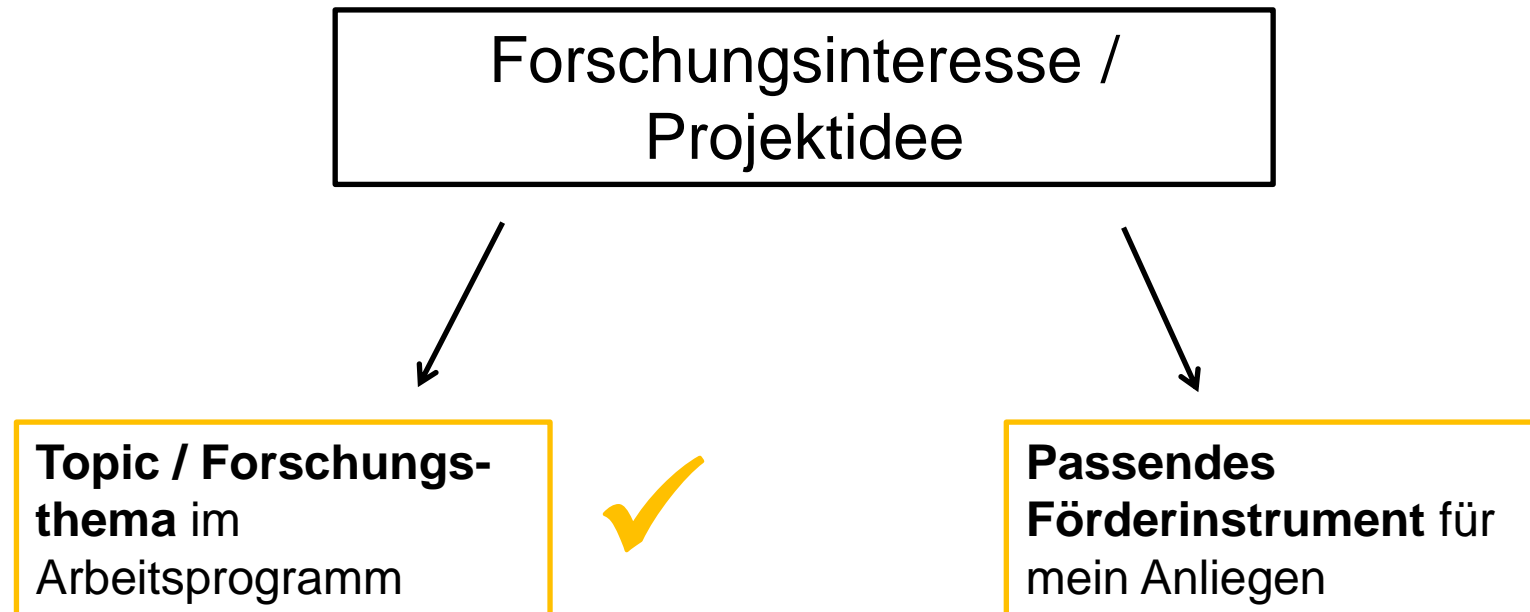 Forschungsinteresse /
Projektidee
Topic / Forschungs-
thema im
Arbeitsprogramm
Passendes
Förderinstrument für
mein Anliegen